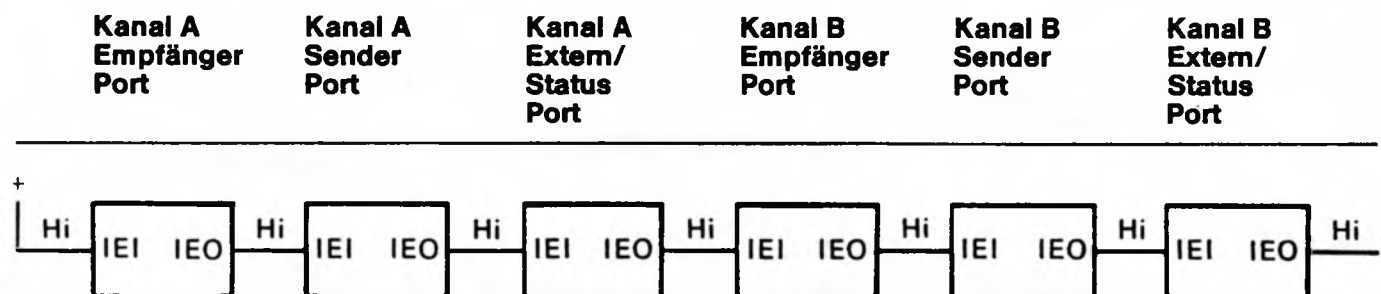 Kanal A Empfänger Port
Kanal A Sender Port
Kanal A Extern/ Status Port
Kanal B Empfänger Port
Kanal B Sender Port
Kanal B Extern/ Status Port
+
Hi IEI IEO Hi IEI IEO Hi IEI IEO Hi IEI IEO Hi IEI IEO Hi IEI IEO Hi